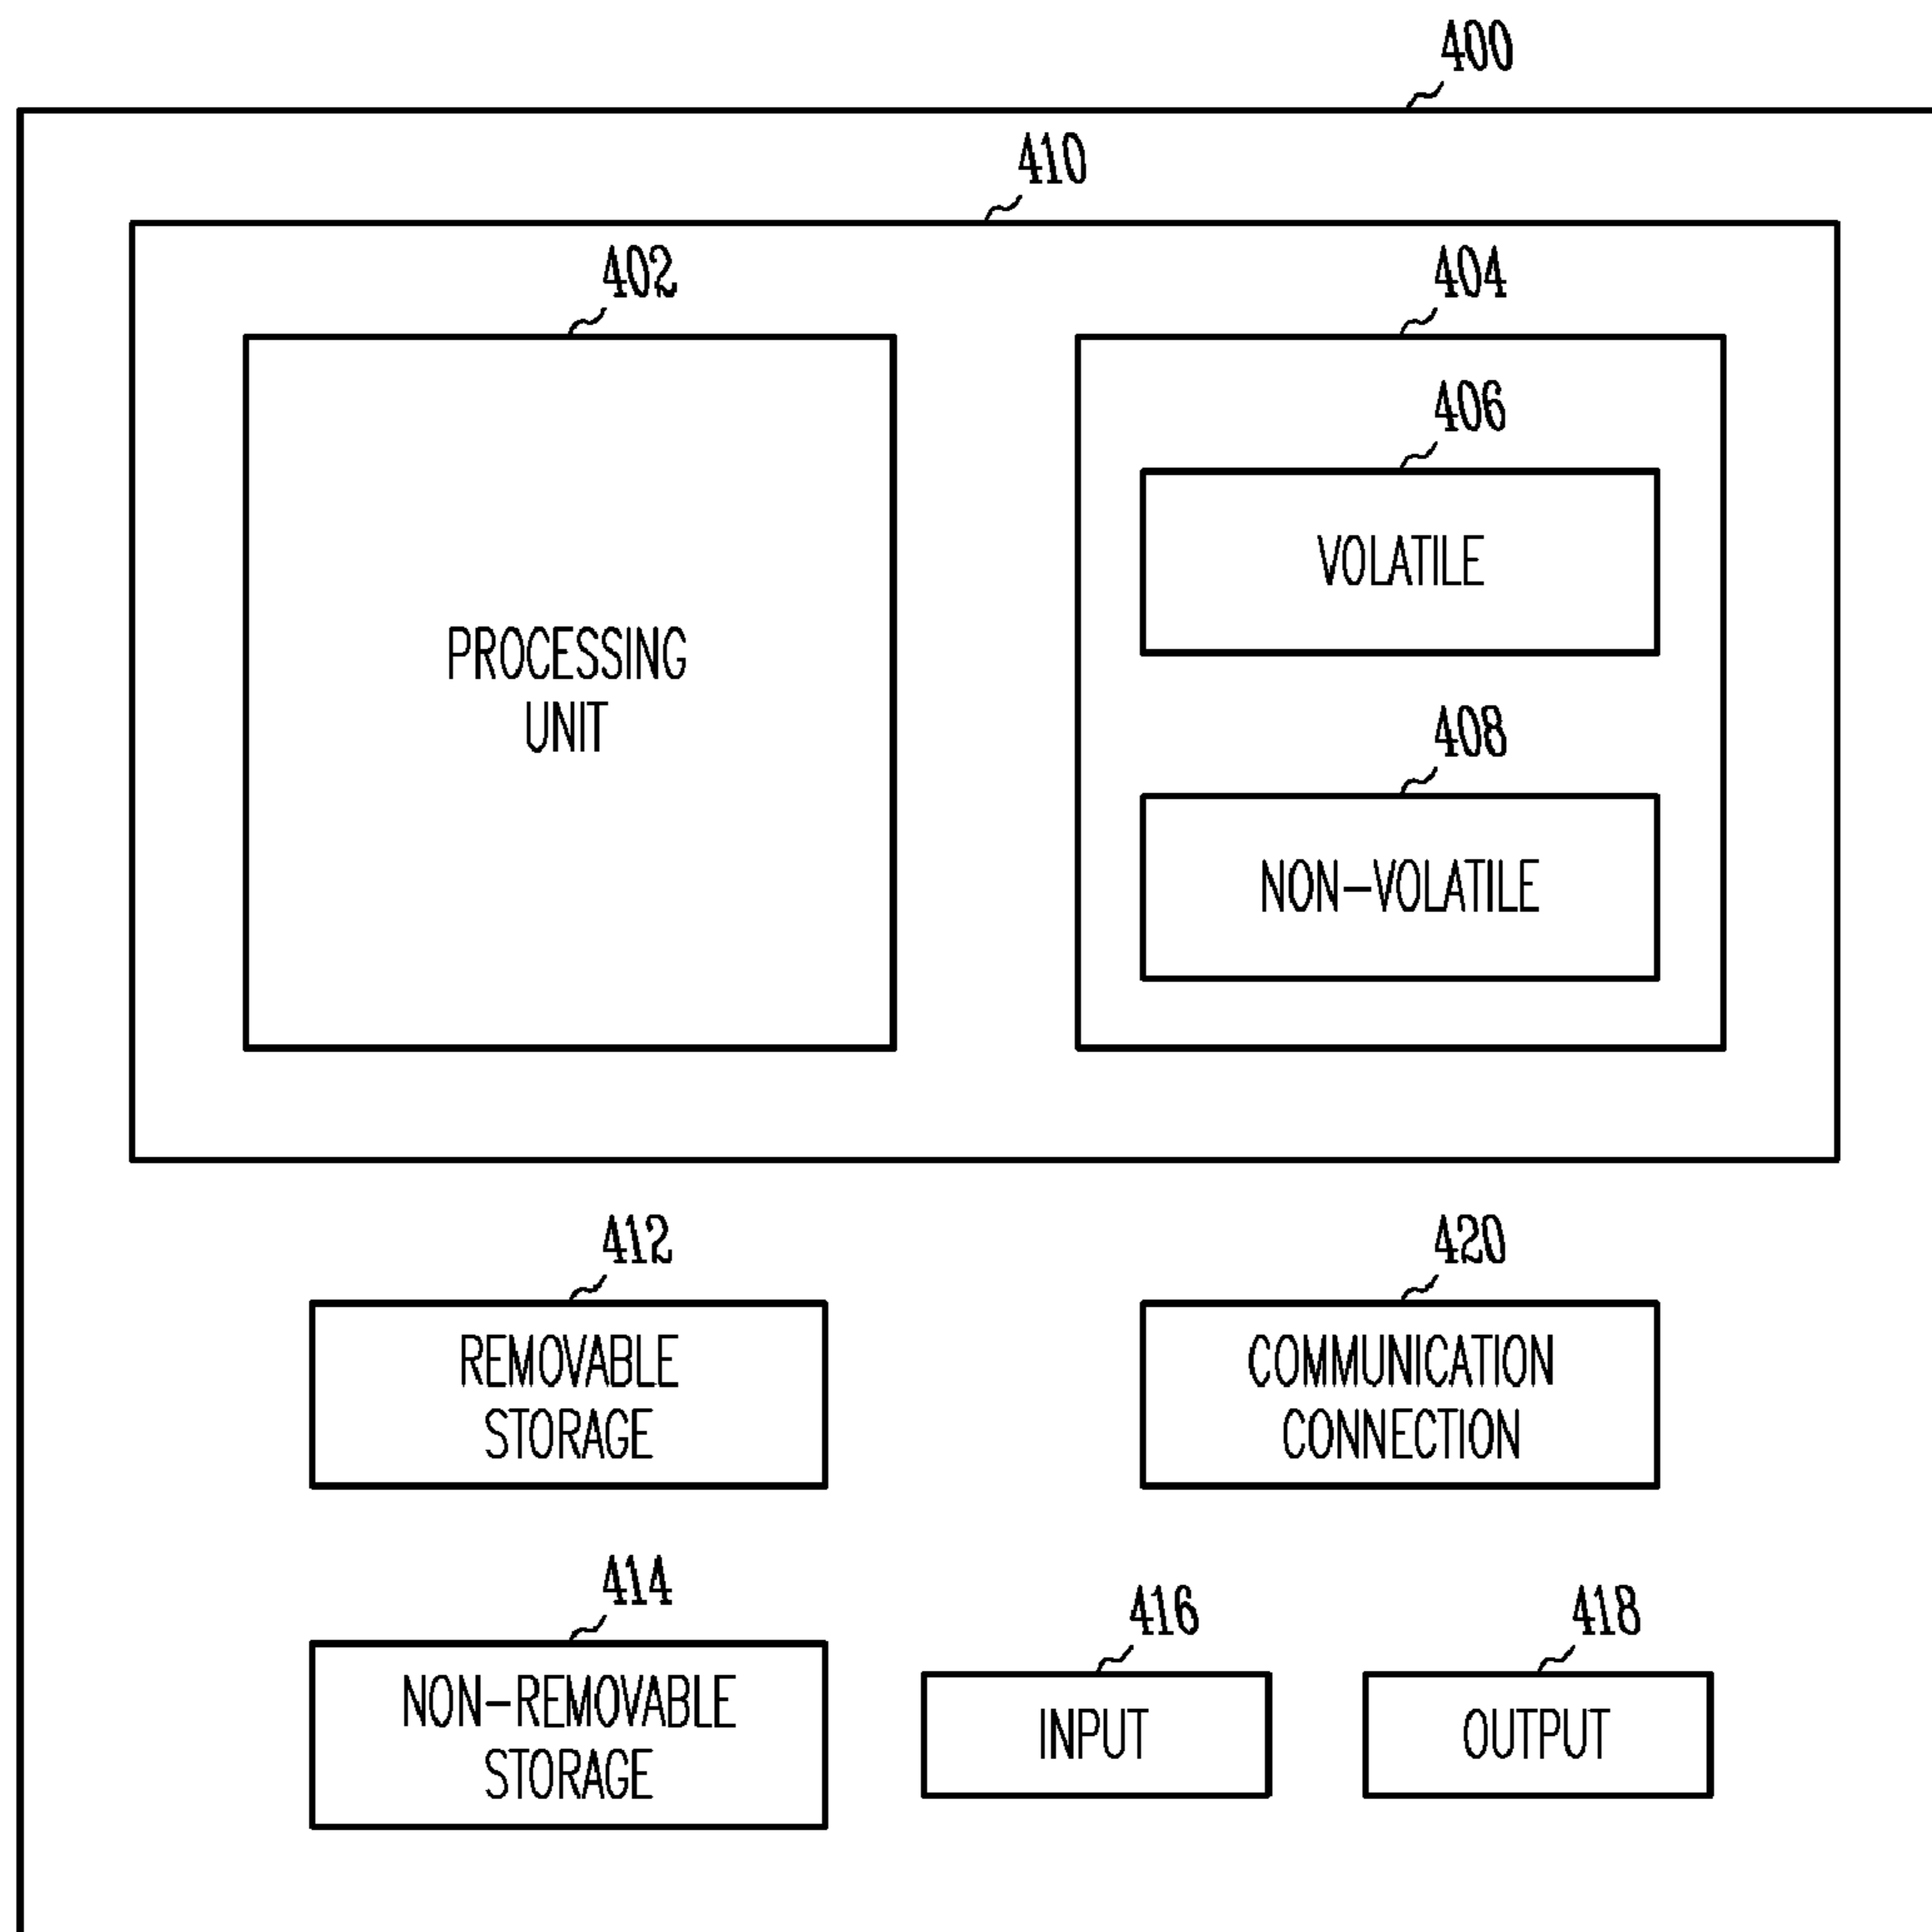 400
410
402
404
406
VOLATILE
PROCESSING
UNIT
408
NON-VOLATILE
412
420
REMOVABLE
STORAGE
COMMUNICATION
CONNECTION
414
416
418
NON-REMOVABLE
STORAGE
INPUT
OUTPUT